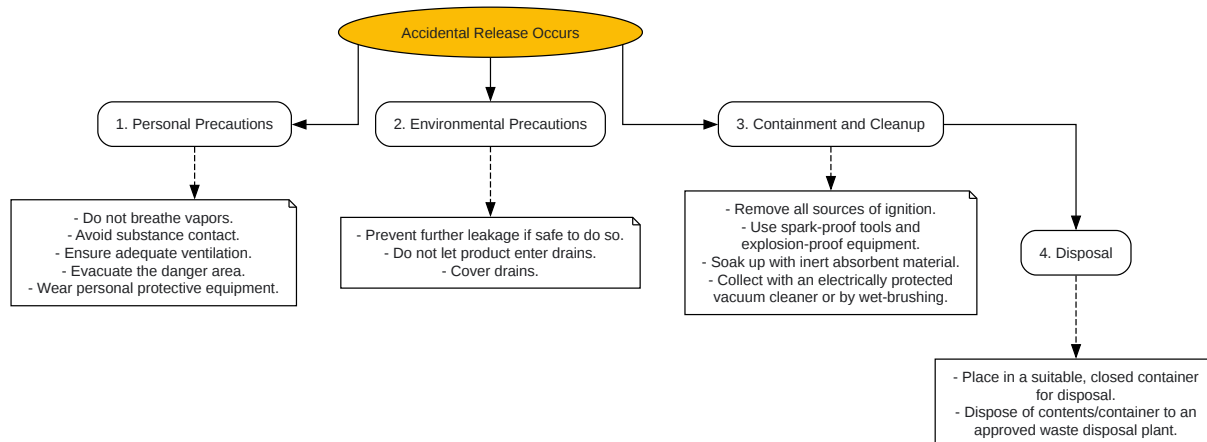 Accidental Release Occurs
1. Personal Precautions
2. Environmental Precautions
3. Containment and Cleanup
- Do not breathe vapors.
- Avoid substance contact.
- Ensure adequate ventilation.
- Evacuate the danger area.
- Wear personal protective equipment.
- Prevent further leakage if safe to do so.
- Do not let product enter drains.
- Cover drains.
- Remove all sources of ignition.
- Use spark-proof tools and
explosion-proof equipment.
- Soak up with inert absorbent material.
- Collect with an electrically protected
vacuum cleaner or by wet-brushing.
4. Disposal
- Place in a suitable, closed container
for disposal.
- Dispose of contents/container to an
approved waste disposal plant.